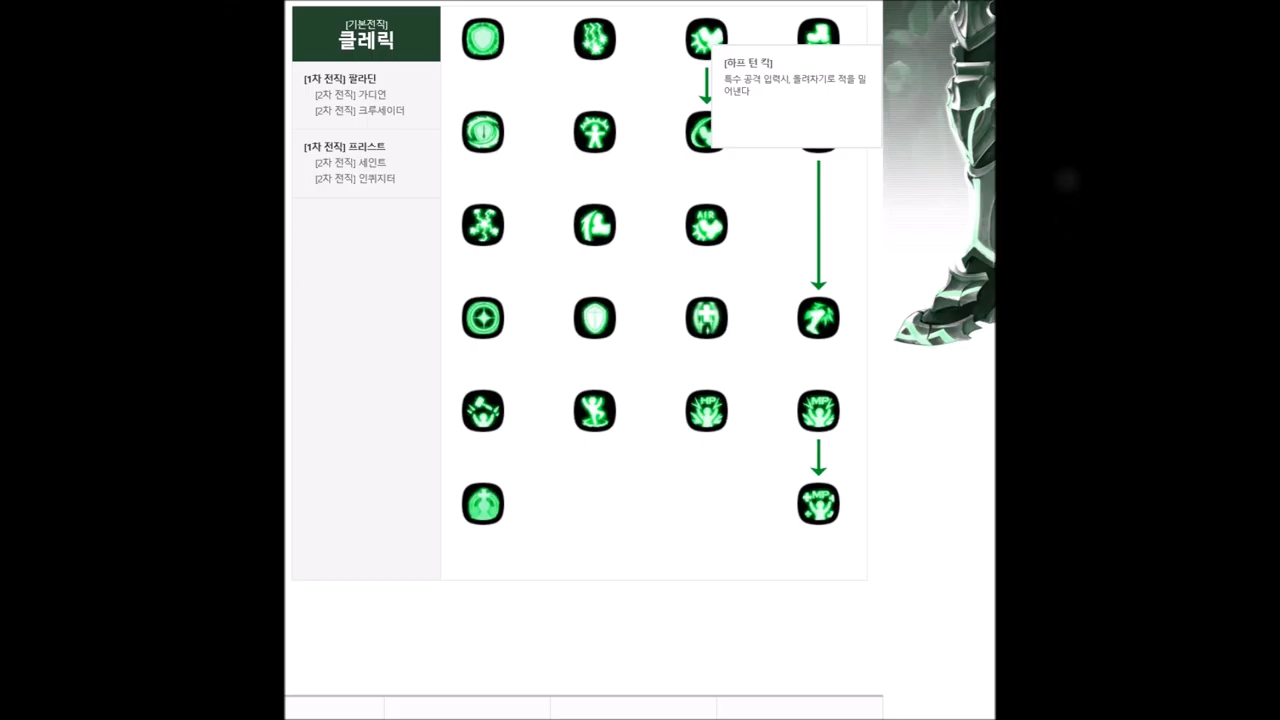 [기본전직]
클레릭
[1차 전직] 팔라딘
[2차 전직] 가디언
[2차 전직] 크루세이더
[1차 전직] 프리스트
[2차 전직] 세인트
[2차 전직] 인퀴지터
[하프 턴 킥]
특수 공격 입력시, 돌려차기로 적을 밀
어낸다
AIR
HP
MP
MP